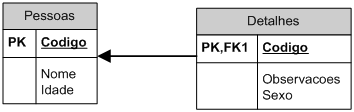 Pessoas
PK Codigo
Nome
Idade
Detalhes
PK,FK1 Codigo
Observacoes
Sexo